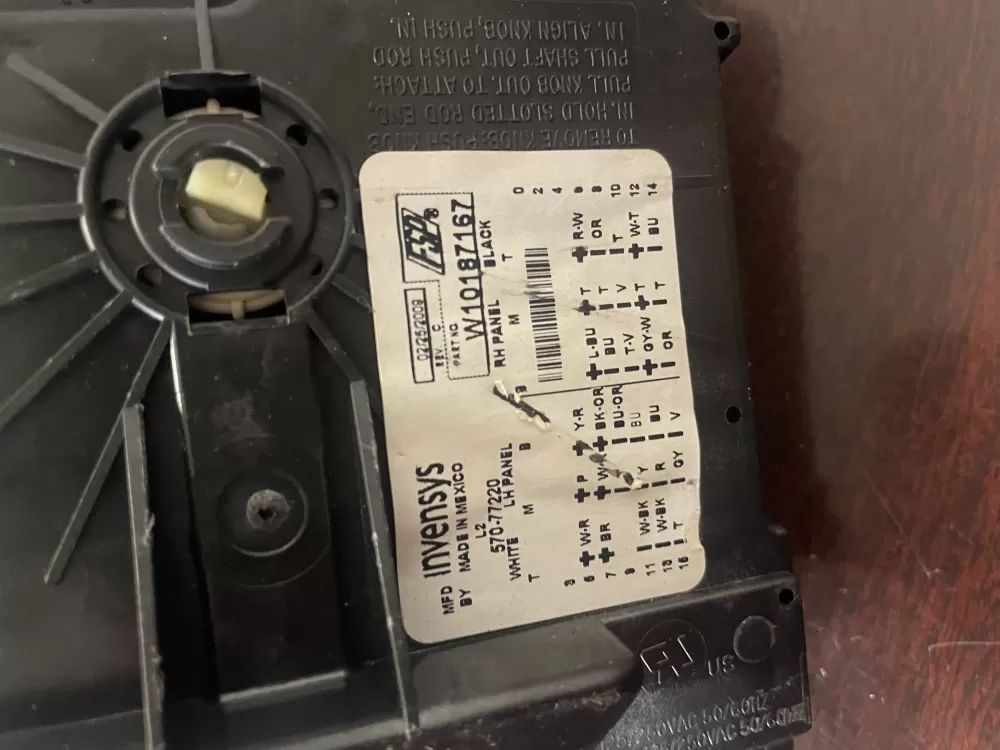 TO REMOVE KNOB: PUSH KNOB
IN, HOLD SLOTTED ROD END,
PULL KNOB OUT. TO ATTACH:
PULL SHAFT OUT, PUSH ROD
IN, ALIGN KNOB, PUSH IN.
MFD BY
invensys
MADE IN MEXICO
L2
570-77220
02/25/2009
REV C
FSP®
PART NO.
W10187167
WHITE LH PANEL RH PANEL BLACK
T M B B M T
0
2
3 4
5 + W-R + P + Y-R + L-BU + T + R-W 6
7 + BR + W- + BK-OR | BU | T | OR 8
9 | BU-OR | T-V | V | T 10
11 | W-BK | Y | BU + GY-W + T + W-T 12
13 | W-BK | R | BU | OR | T | BU 14
15 | T | GY | V
US